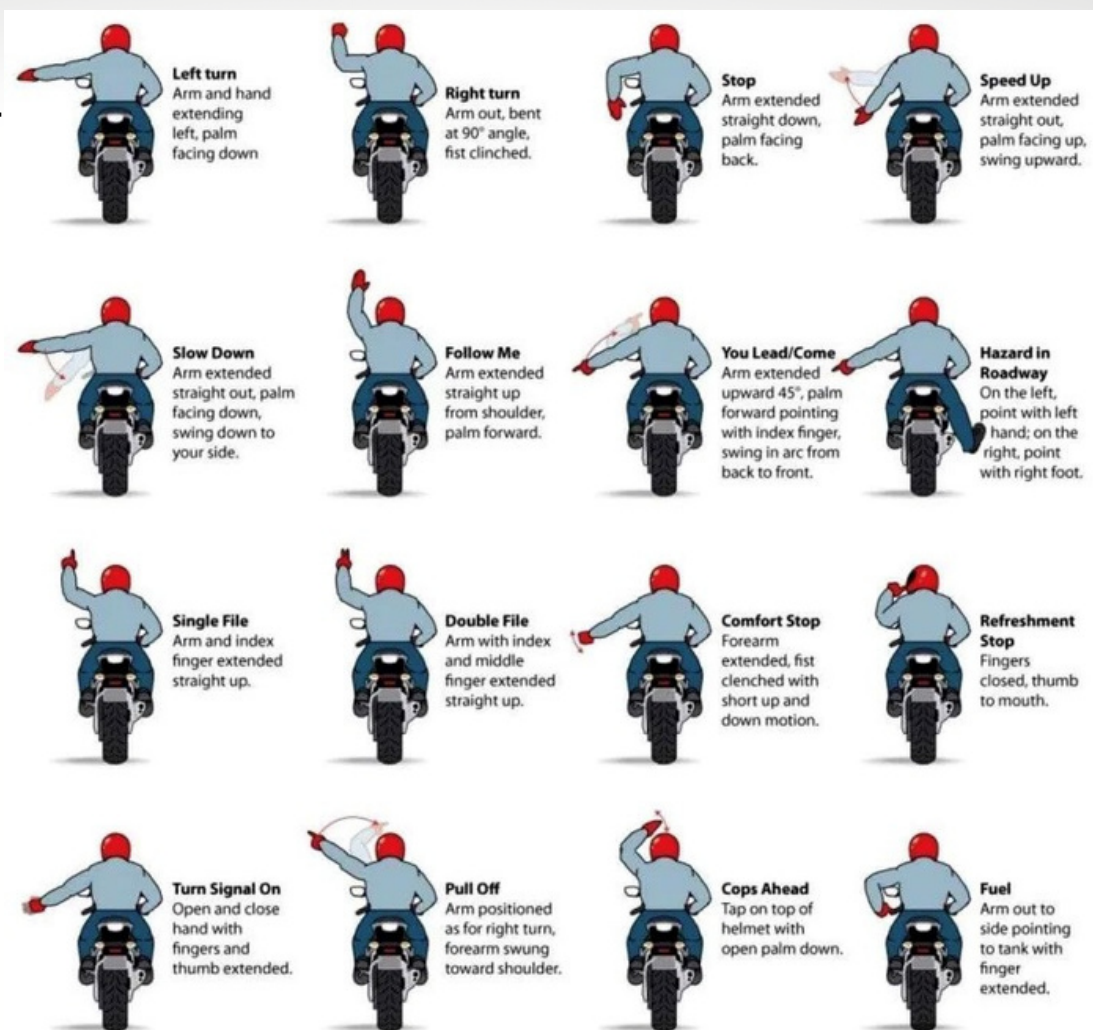 Left turn
Arm and hand
extending
left, palm
facing down
Right turn
Arm out, bent
at 90° angle,
fist clinched.
Stop
Arm extended
straight down,
palm facing
back.
Speed Up
Arm extended
straight out,
palm facing up,
swing upward.
Slow Down
Arm extended
straight out, palm
facing down,
swing down to
your side.
Follow Me
Arm extended
straight up
from shoulder,
palm forward.
You Lead/Come
Arm extended
upward 45°, palm
forward pointing
with index finger,
swing in arc from
back to front.
Hazard in
Roadway
On the left,
point with left
hand; on the
right, point
with right foot.
Single File
Arm and index
finger extended
straight up.
Double File
Arm with index
and middle
finger extended
straight up.
Comfort Stop
Forearm
extended, fist
clenched with
short up and
down motion.
Refreshment
Stop
Fingers
closed, thumb
to mouth.
Turn Signal On
Open and close
hand with
fingers and
thumb extended.
Pull Off
Arm positioned
as for right turn,
forearm swung
toward shoulder.
Cops Ahead
Tap on top of
helmet with
open palm down.
Fuel
Arm out to
side pointing
to tank with
finger
extended.